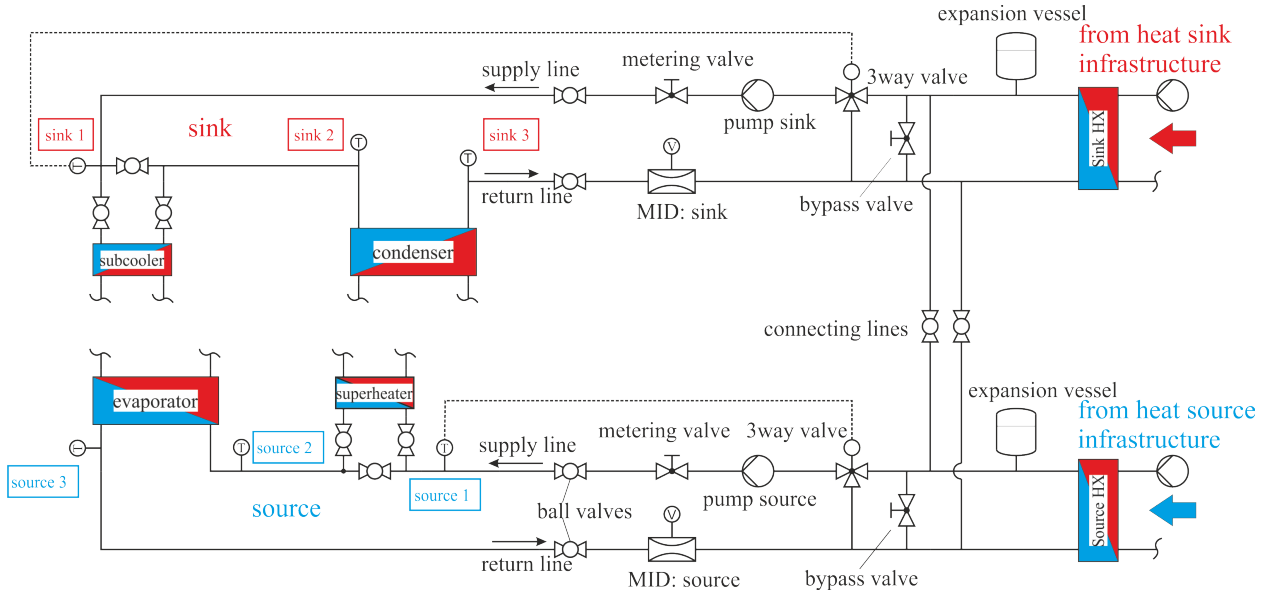 expansion vessel
from heat sink
infrastructure
supply line
metering valve
3way valve
pump sink
sink 1
sink
sink 2
T
sink 3
T
T
V
return line
MID: sink
bypass valve
Sink HX
subcooler
condenser
connecting lines
evaporator
superheater
expansion vessel
from heat source
infrastructure
T
source 3
T
source 2
T
supply line
metering valve
3way valve
source 1
pump source
source
ball valves
V
Source HX
return line
MID: source
bypass valve